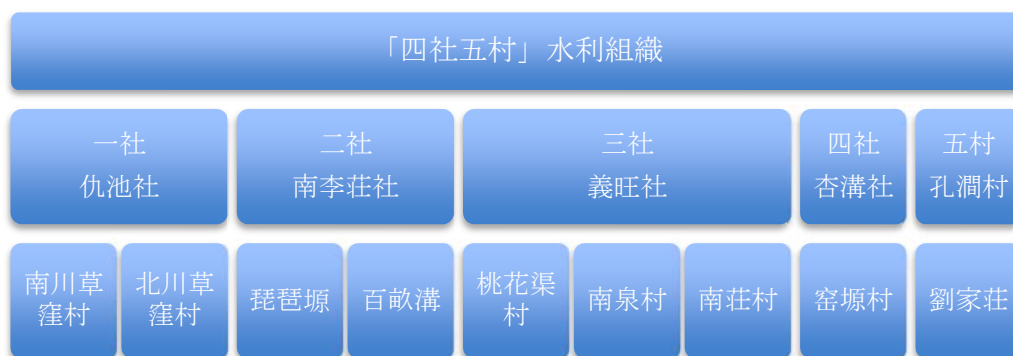 「四社五村」水利組織
一社
仇池社
二社
南李荘社
三社
義旺社
四社
杏溝社
五村
孔澗村
南川草
窪村
北川草
窪村
琵琶塬
百畝溝
桃花渠
村
南泉村
南荘村
窑塬村
劉家荘